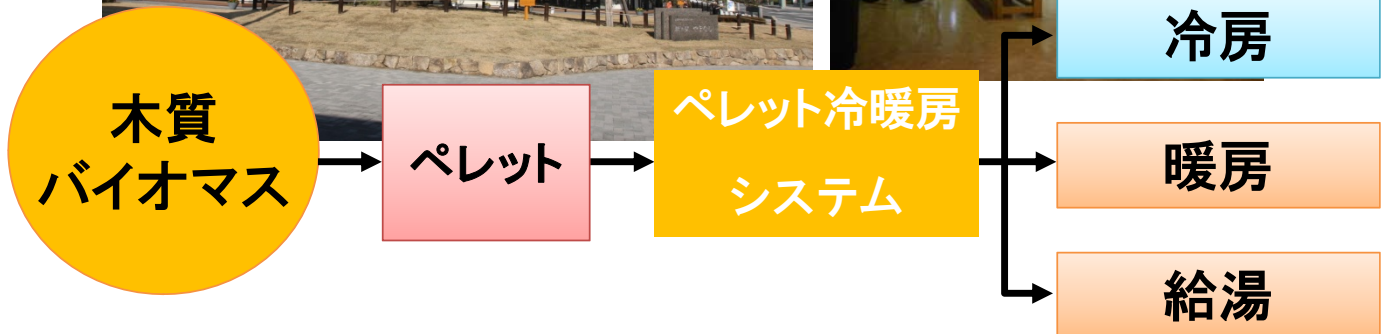 木質
バイオマス
ペレット
ペレット冷暖房
システム
冷房
暖房
給湯